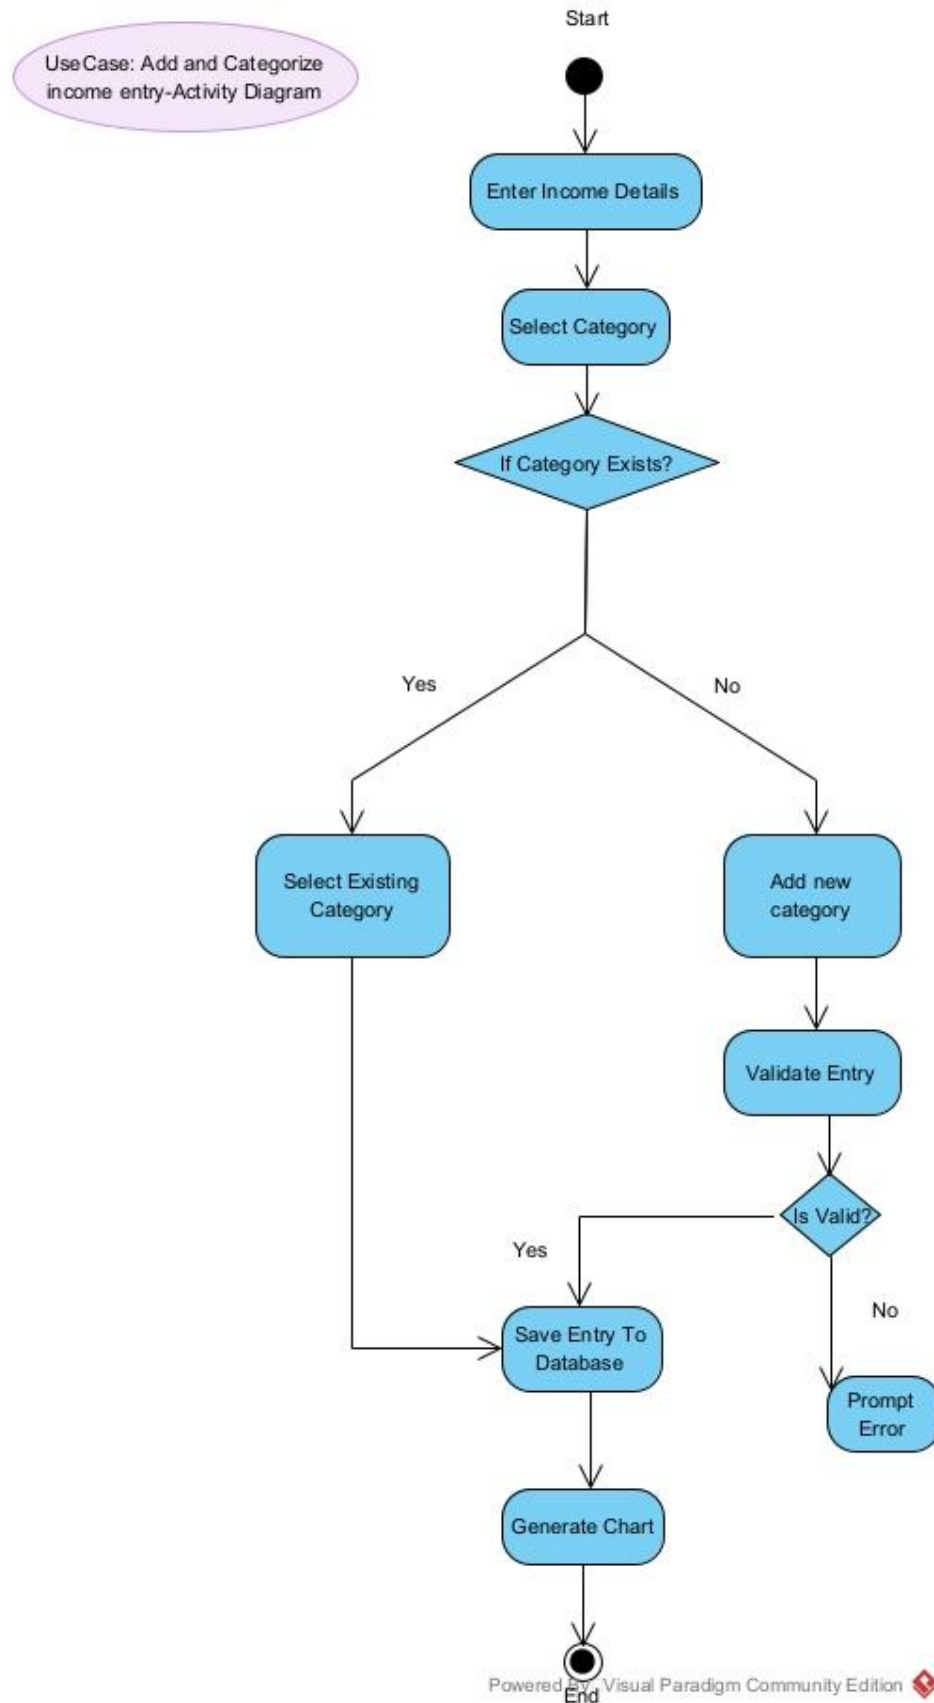 Start
UseCase: Add and Categorize
income entry-Activity Diagram
Enter Income Details
Select Category
If Category Exists?
Yes
No
Select Existing
Category
Add new
category
Validate Entry
Is Valid?
Yes
No
Save Entry To
Database
Prompt
Error
Generate Chart
Powered By Visual Paradigm Community Edition
End